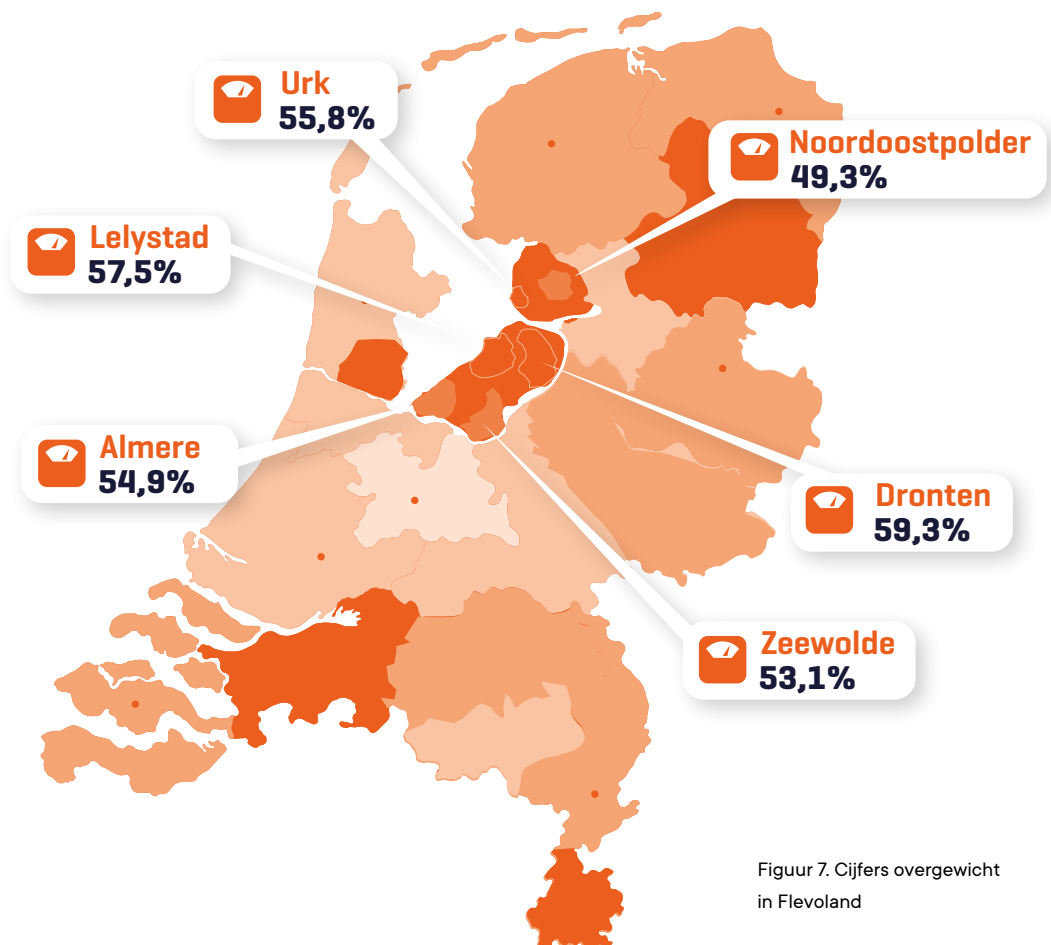 Urk
55,8%
Noordoostpolder
49,3%
Lelystad
57,5%
Almere
54,9%
Dronten
59,3%
Zeewolde
53,1%
Figuur 7. Cijfers overgewicht
in Flevoland